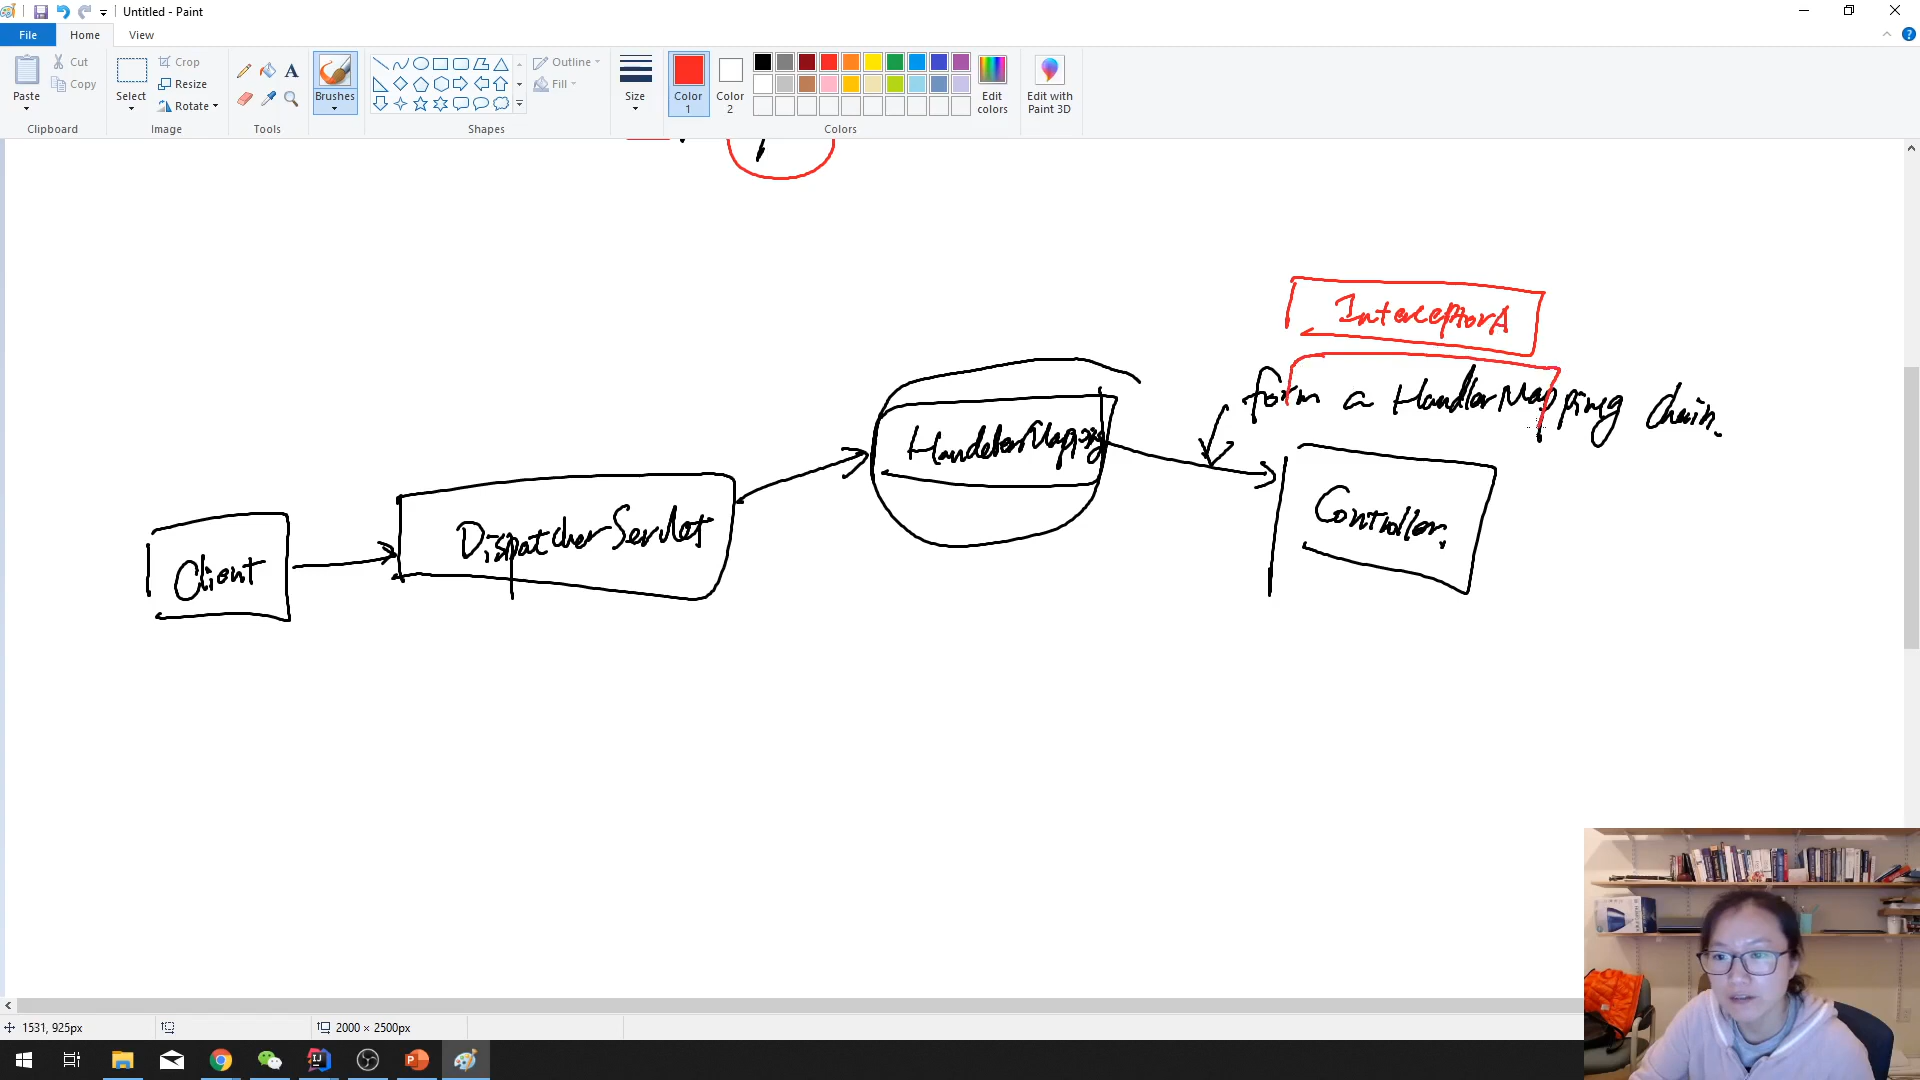 Untitled - Paint
File Home View
Paste
Cut
Copy
Clipboard
Select
Crop
Resize
Rotate
Image
Tools
Brushes
Shapes
Outline
Fill
Size
Color 1
Color 2
Colors
Edit colors
Edit with Paint 3D
InterceptorA
form a HandlerMapping chain.
HandelerMapping
Controller
DispatcherServlet
Client
1531, 925px
2000 × 2500px